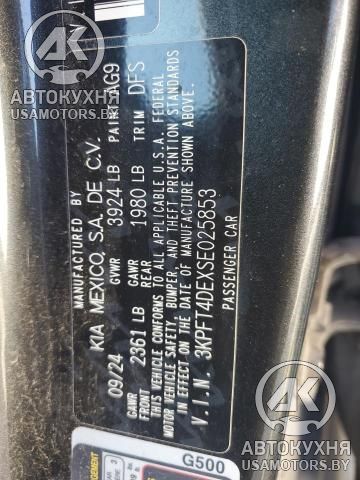 MANUFACTURED BY
KIA MEXICO, S.A. DE C.V.
09/24 GVWR 3924 LB PAINT AG9
GAWR FRONT 2361 LB GAWR REAR 1980 LB TRIM DFS
THIS VEHICLE CONFORMS TO ALL APPLICABLE U.S.A. FEDERAL
MOTOR VEHICLE SAFETY, BUMPER, AND THEFT PREVENTION STANDARDS
IN EFFECT ON THE DATE OF MANUFACTURE SHOWN ABOVE.
V.I.N. 3KPFT4DEXSE025853
PASSENGER CAR
G500
АК
АВТОКУХНЯ
USAMOTORS.BY
АК
АВТОКУХНЯ
USAMOTORS.BY